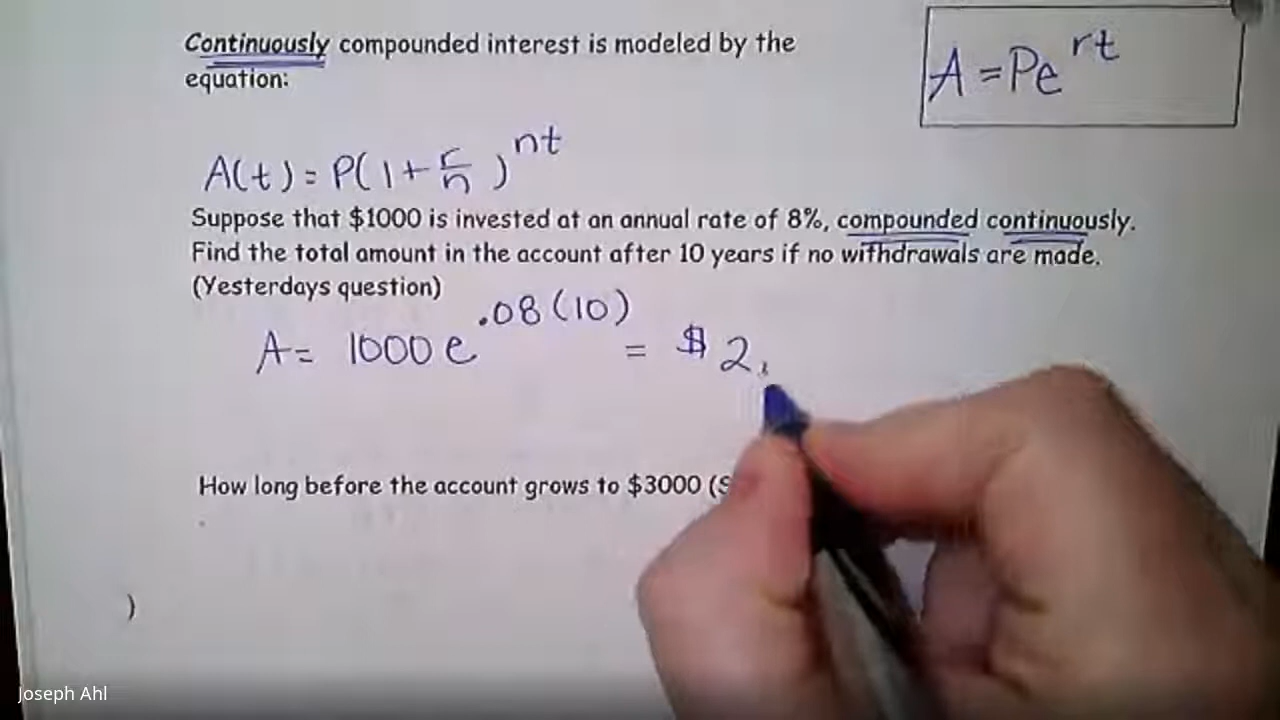 Continuously compounded interest is modeled by the
equation:
A = Pe^rt
A(t) = P(1 + r/n)^nt
Suppose that $1000 is invested at an annual rate of 8%, compounded continuously.
Find the total amount in the account after 10 years if no withdrawals are made.
(Yesterdays question)
A = 1000 e^.08(10) = $ 2,
How long before the account grows to $3000 (S
)
Joseph Ahl